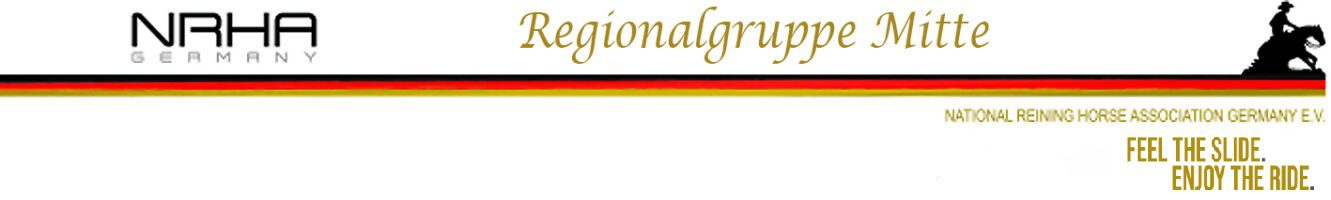 NRHA
GERMANY
Regionalgruppe Mitte
NATIONAL REINING HORSE ASSOCIATION GERMANY E.V.
FEEL THE SLIDE.
ENJOY THE RIDE.